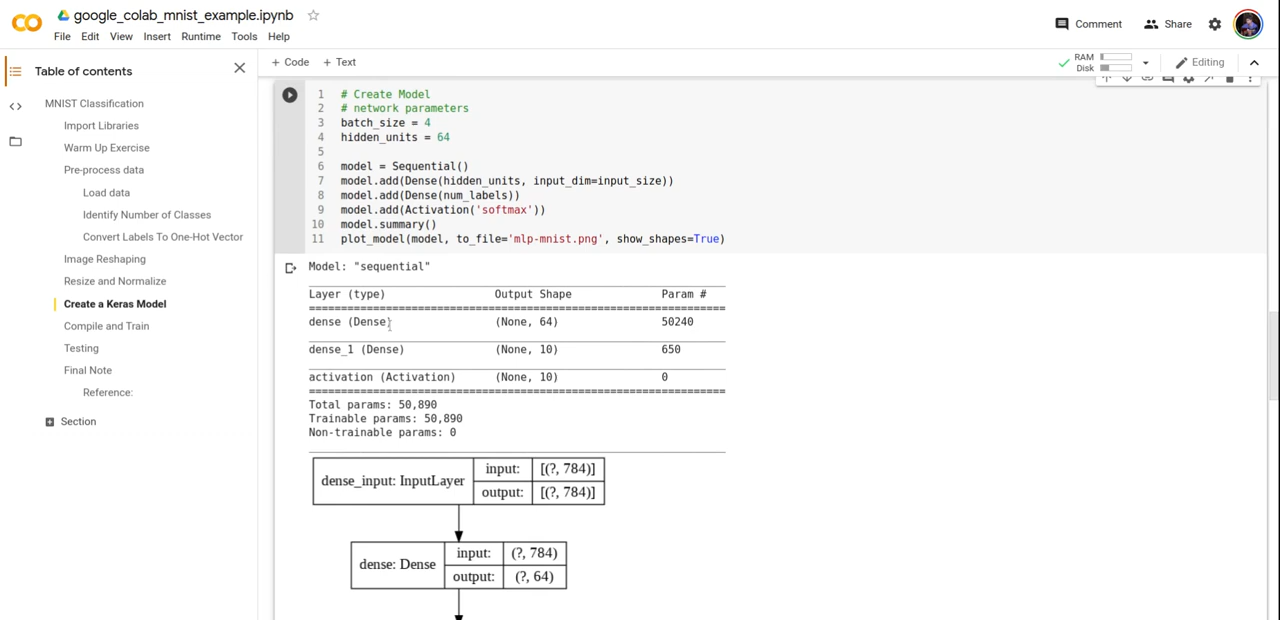 google_colab_mnist_example.ipynb
File Edit View Insert Runtime Tools Help
Comment Share
Table of contents
MNIST Classification
Import Libraries
Warm Up Exercise
Pre-process data
Load data
Identify Number of Classes
Convert Labels To One-Hot Vector
Image Reshaping
Resize and Normalize
Create a Keras Model
Compile and Train
Testing
Final Note
Reference:
Section
+ Code + Text
RAM
Disk
Editing
1 # Create Model
2 # network parameters
3 batch_size = 4
4 hidden_units = 64
5
6 model = Sequential()
7 model.add(Dense(hidden_units, input_dim=input_size))
8 model.add(Dense(num_labels))
9 model.add(Activation('softmax'))
10 model.summary()
11 plot_model(model, to_file='mlp-mnist.png', show_shapes=True)
Model: "sequential"
Layer (type) Output Shape Param #
dense (Dense) (None, 64) 50240
dense_1 (Dense) (None, 10) 650
activation (Activation) (None, 10) 0
Total params: 50,890
Trainable params: 50,890
Non-trainable params: 0
dense_input: InputLayer
input: [(?, 784)]
output: [(?, 784)]
dense: Dense
input: (?, 784)
output: (?, 64)